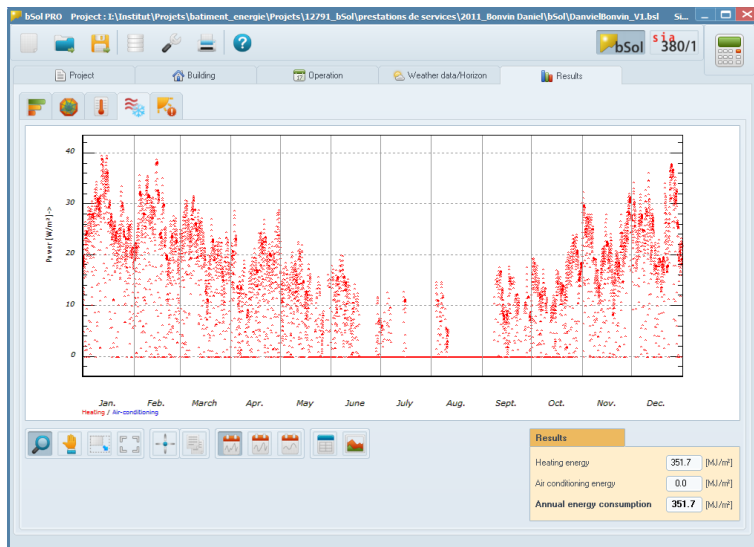 bSol PRO Project : I:\Institut\Projets\batiment_energie\Projets\12791_bSol\prestations de services\2011_Bonvin Daniel\bSol\DanvielBonvin_V1.bsl Si...
bSol
sia 380/1
Project
Building
Operation
Weather data/Horizon
Results
Power [W/m²]->
40
30
20
10
0
Jan. Feb. March Apr. May June July Aug. Sept. Oct. Nov. Dec.
Heating / Air-conditioning
Results
Heating energy 351.7 [MJ/m²]
Air conditioning energy 0.0 [MJ/m²]
Annual energy consumption 351.7 [MJ/m²]